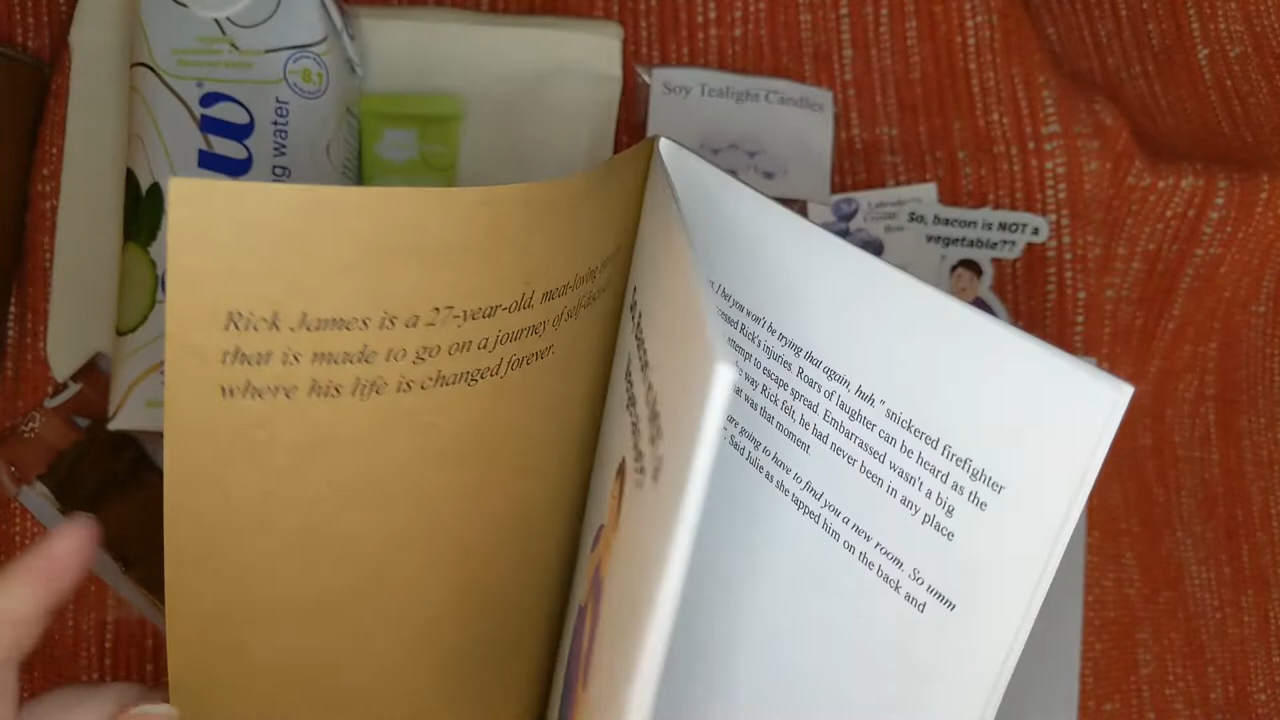 8.1
w
ng water
Soy Tealight Candles
So, bacon is NOT a
vegetable??
Rick James is a 27-year-old, meat-loving
that is made to go on a journey of
where his life is changed forever.
I bet you won't be trying that again, huh." snickered firefighter
Rick's injuries. Roars of laughter can be heard as the
attempt to escape spread. Embarrassed wasn't a big
way Rick felt, he had never been in any place
was that moment.
are going to have to find you a new room. So umm
" Said Julie as she tapped him on the back and